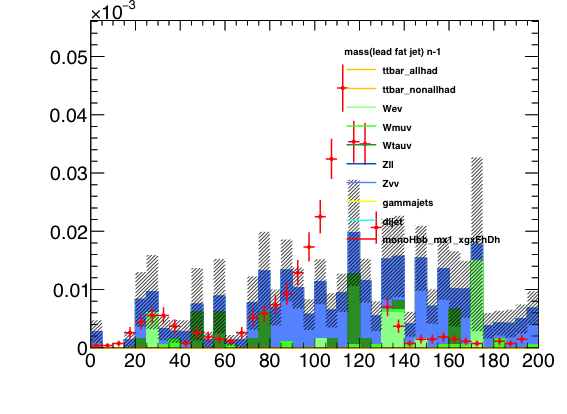 ×10⁻³
mass(lead fat jet) n-1
ttbar_allhad
ttbar_nonallhad
Wev
Wmuv
Wtauv
Zll
Zvv
gammajets
dijet
monoHbb_mx1_xgxFhDh
0.05
0.04
0.03
0.02
0.01
0
0 20 40 60 80 100 120 140 160 180 200